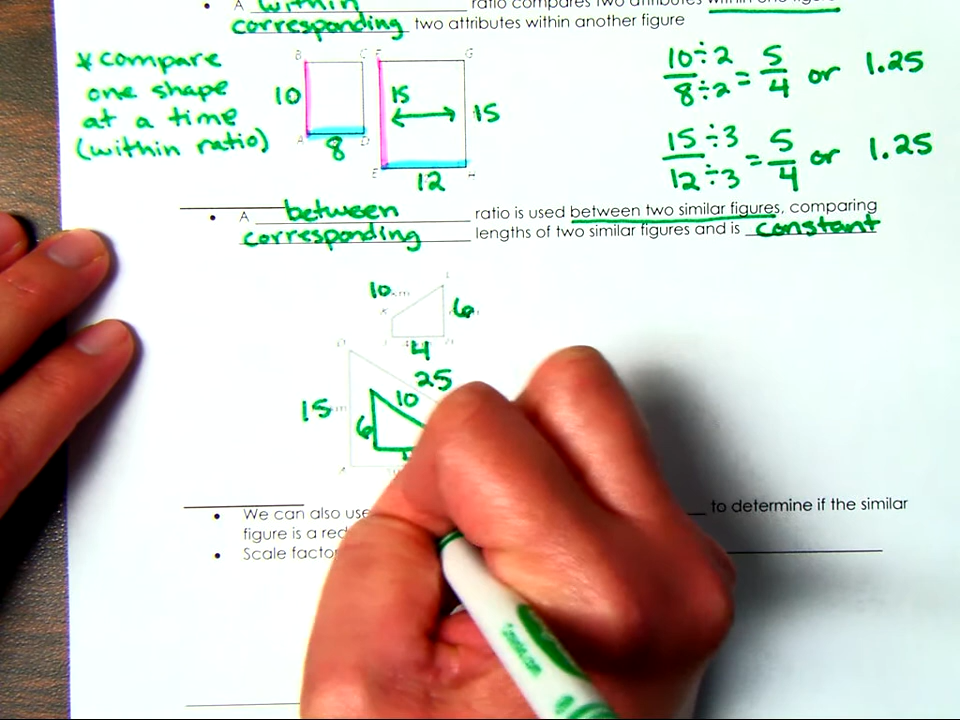 • A within ratio compares two attributes within one figure
corresponding two attributes within another figure
* compare
one shape
at a time
(within ratio)
B C F G
10
15
15
A D
8
E H
12
10÷2 / 8÷2 = 5/4 or 1.25
15÷3 / 12÷3 = 5/4 or 1.25
• A between ratio is used between two similar figures, comparing
corresponding lengths of two similar figures and is constant
10
6
4
25
10
15
6
• We can also use to determine if the similar
figure is a
• Scale